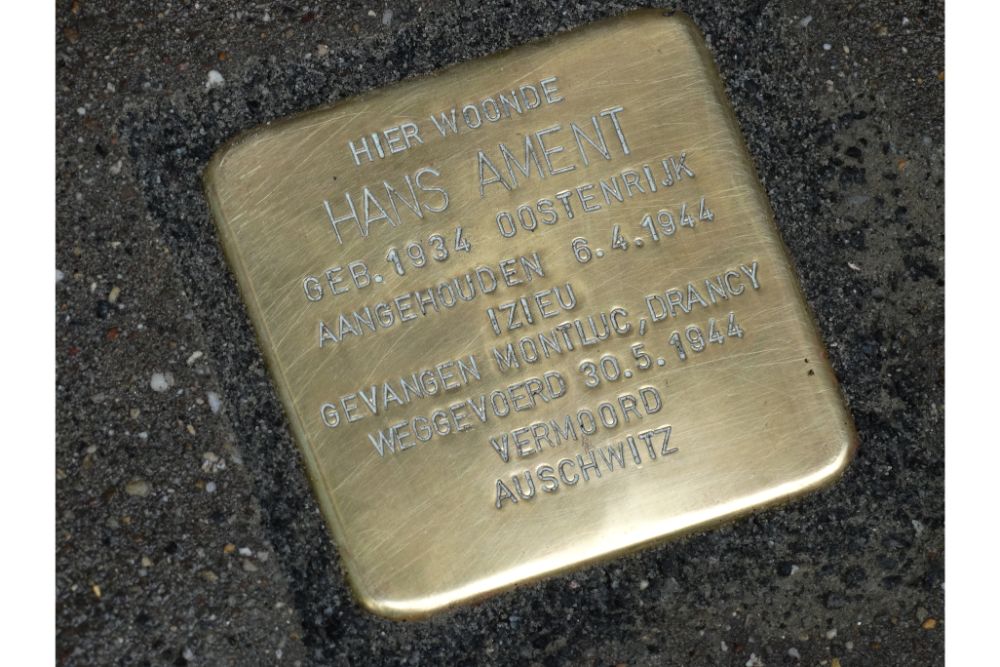 HIER WOONDE
HANS AMENT
GEB. 1934 OOSTENRIJK
AANGEHOUDEN 6.4.1944
IZIEU
GEVANGEN MONTLUC, DRANCY
WEGGEVOERD 30.5.1944
VERMOORD
AUSCHWITZ